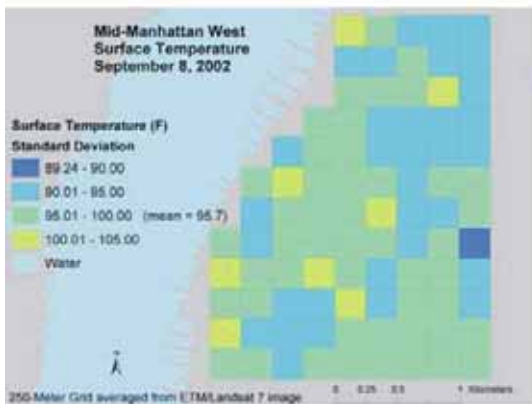 Mid-Manhattan West
Surface Temperature
September 8, 2002
Surface Temperature (F)
Standard Deviation
89.24 - 90.00
90.01 - 95.00
95.01 - 100.00 (mean = 95.7)
100.01 - 105.00
Water
0 0.25 0.5 1 Kilometers
250-Meter Grid averaged from ETM/Landsat 7 image